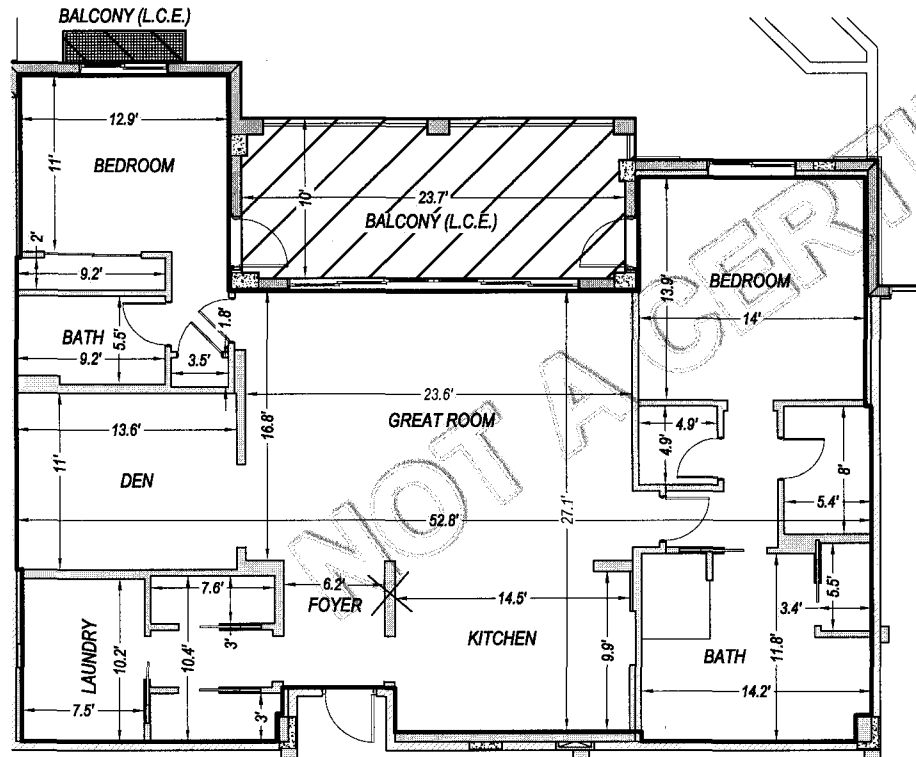 BALCONY (L.C.E.)
12.9'
11'
BEDROOM
2'
9.2'
10'
23.7'
BALCONY (L.C.E.)
BEDROOM
13.9'
14'
BATH
5.5'
9.2'
1.8'
3.5'
23.6'
GREAT ROOM
16.8'
27.1'
4.9'
4.9'
8'
5.4'
13.6'
11'
DEN
52.8'
7.6'
6.2'
FOYER
14.5'
KITCHEN
9.9'
LAUNDRY
10.2'
10.4'
3'
7.5'
3'
5.5'
3.4'
11.8'
BATH
14.2'
NOT A CERTI